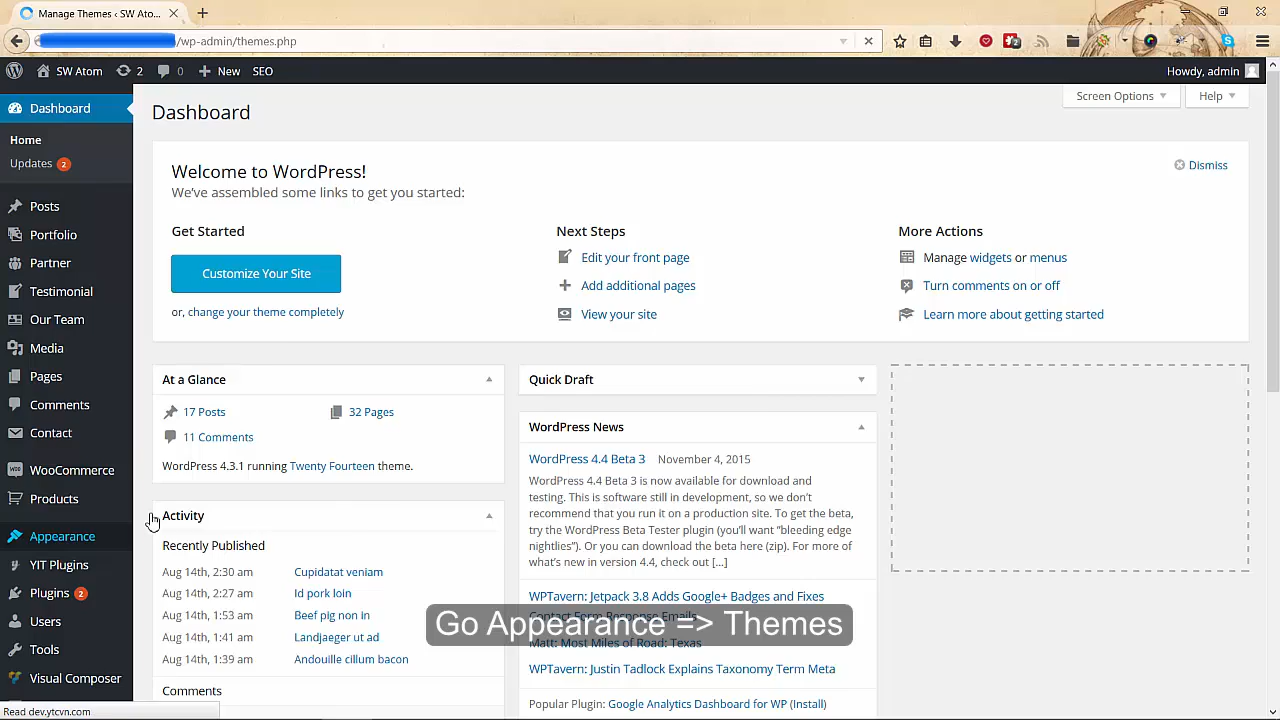 Manage Themes ‹ SW Ato...
/wp-admin/themes.php
2
SW Atom
2
0
New
SEO
Howdy, admin
Dashboard
Home
Updates 2
Posts
Portfolio
Partner
Testimonial
Our Team
Media
Pages
Comments
Contact
WooCommerce
Products
Appearance
YIT Plugins
Plugins 2
Users
Tools
Visual Composer
Read dev.ytcvn.com
Dashboard
Screen Options
Help
Welcome to WordPress!
Dismiss
We've assembled some links to get you started:
Get Started
Customize Your Site
or, change your theme completely
Next Steps
Edit your front page
Add additional pages
View your site
More Actions
Manage widgets or menus
Turn comments on or off
Learn more about getting started
At a Glance
17 Posts
32 Pages
11 Comments
WordPress 4.3.1 running Twenty Fourteen theme.
Activity
Recently Published
Aug 14th, 2:30 am Cupidatat veniam
Aug 14th, 2:27 am Id pork loin
Aug 14th, 1:53 am Beef pig non in
Aug 14th, 1:41 am Landjaeger ut ad
Aug 14th, 1:39 am Andouille cillum bacon
Comments
Quick Draft
WordPress News
WordPress 4.4 Beta 3 November 4, 2015
WordPress 4.4 Beta 3 is now available for download and
testing. This is software still in development, so we don't
recommend that you run it on a production site. To get the beta,
try the WordPress Beta Tester plugin (you'll want "bleeding edge
nightlies"). Or you can download the beta here (zip). For more of
what's new in version 4.4, check out [...]
WPTavern: Jetpack 3.8 Adds Google+ Badges and Fixes
Contact Form Response Emails
Matt: Most Miles of Road: Texas
WPTavern: Justin Tadlock Explains Taxonomy Term Meta
Popular Plugin: Google Analytics Dashboard for WP (Install)
Go Appearance => Themes